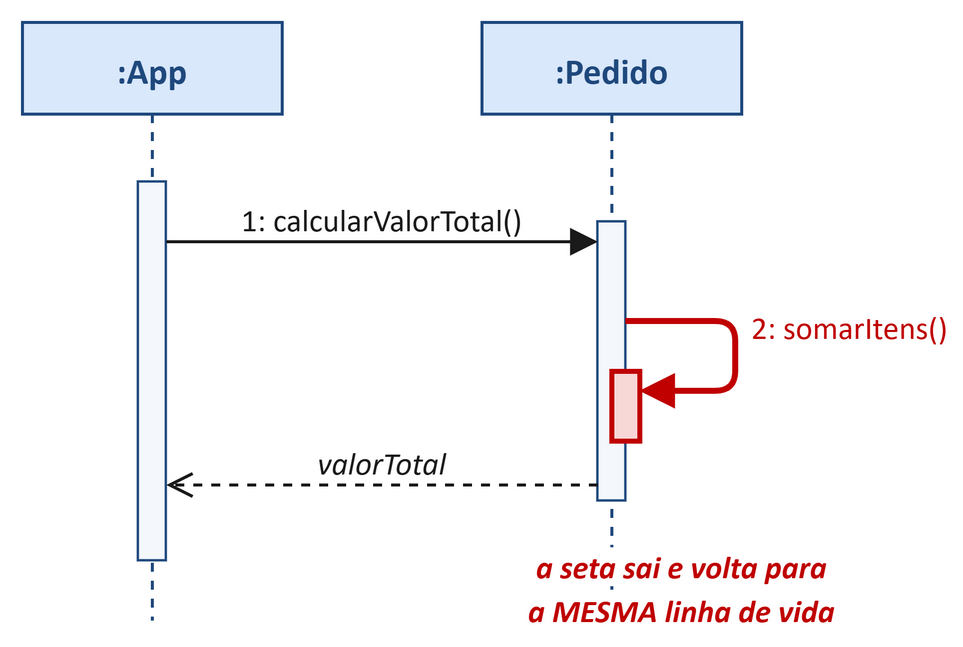 :App
:Pedido
1: calcularValorTotal()
2: somarItens()
valorTotal
a seta sai e volta para
a MESMA linha de vida